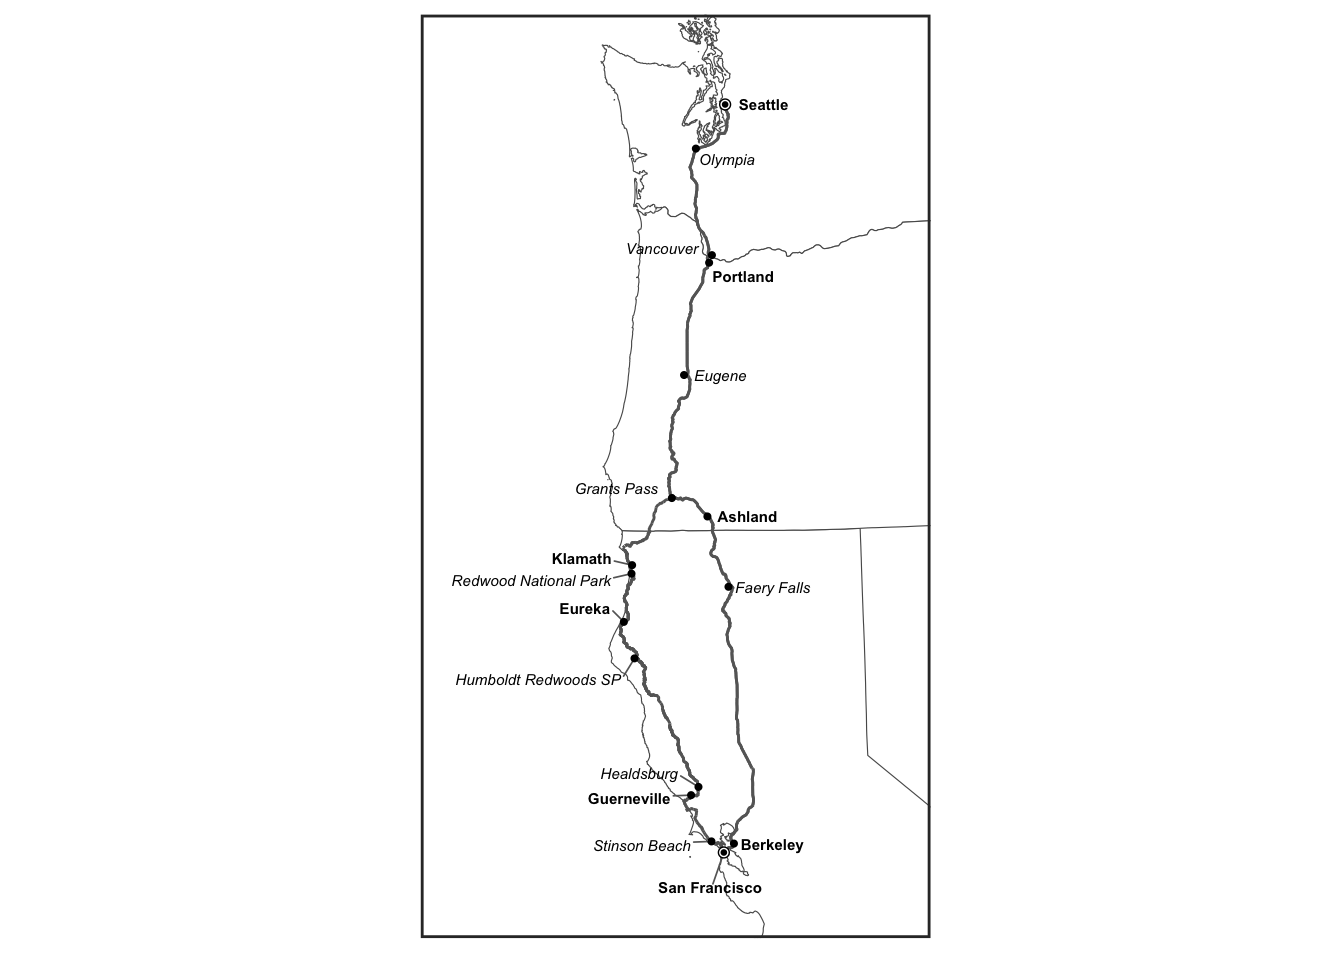 Seattle
Olympia
Vancouver
Portland
Eugene
Grants Pass
Ashland
Klamath
Redwood National Park
Faery Falls
Eureka
Humboldt Redwoods SP
Healdsburg
Guerneville
Stinson Beach
Berkeley
San Francisco